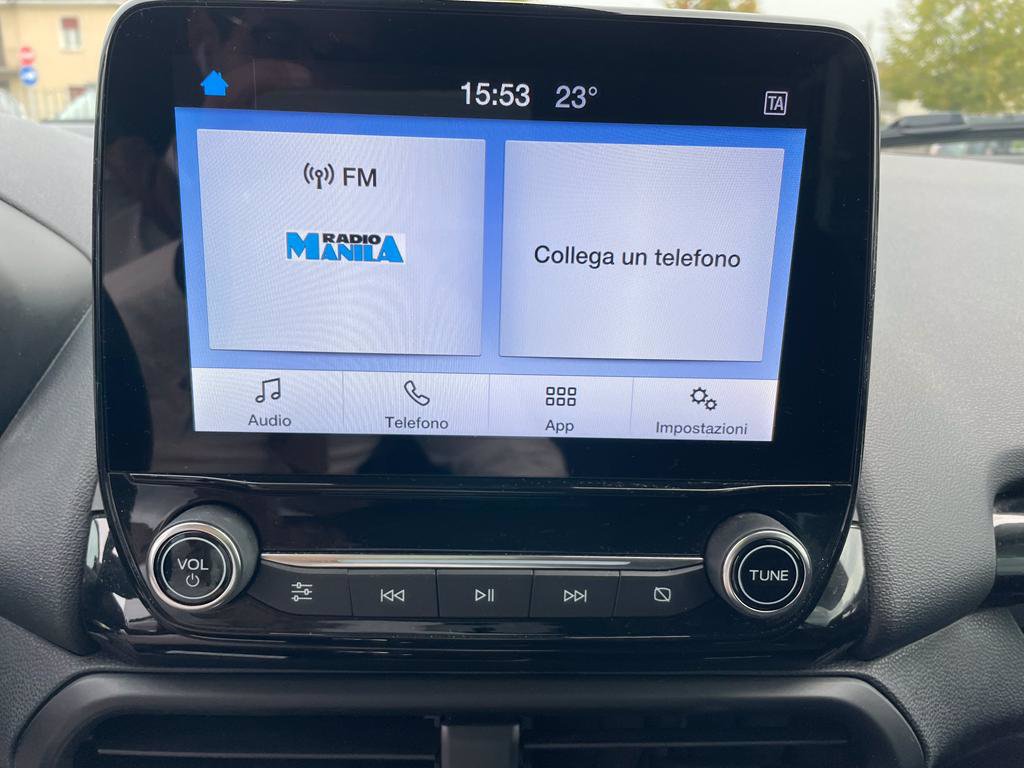 15:53 23°
TA
FM
RADIO
MANILA
Collega un telefono
Audio
Telefono
App
Impostazioni
VOL
TUNE